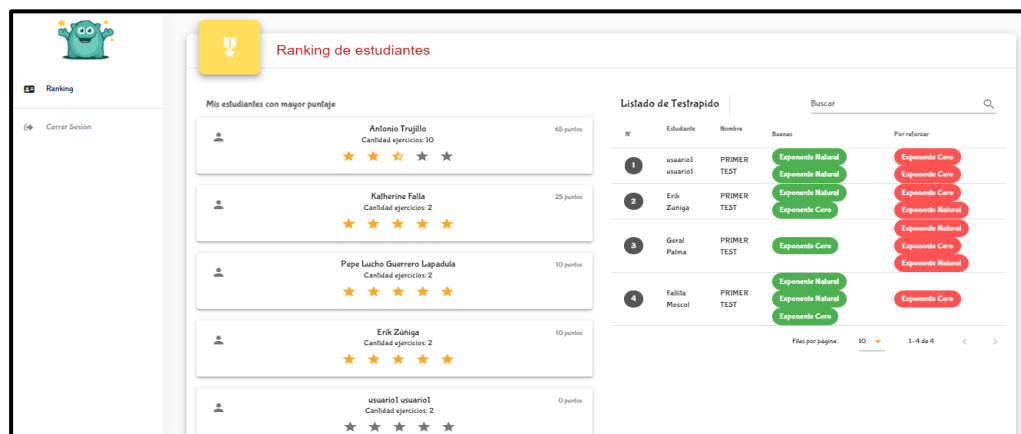 Ranking
Cerrar Sesión
Ranking de estudiantes
Mis estudiantes con mayor puntaje
Antonio Trujillo
65 puntos
Cantidad ejercicios: 10
Katherine Falla
25 puntos
Cantidad ejercicios: 2
Pepe Lucho Guerrero Lapadula
10 puntos
Cantidad ejercicios: 2
Erik Zúñiga
10 puntos
Cantidad ejercicios: 2
usuario1 usuario1
0 puntos
Cantidad ejercicios: 2
Listado de Testrapido
Buscar
N° Estudiante Nombre Buenas Por reforzar
1 usuario1 usuario1 PRIMER TEST Exponente Natural Exponente Cero
Exponente Natural Exponente Cero
2 Erik Zúñiga PRIMER TEST Exponente Natural Exponente Cero
Exponente Cero Exponente Natural
3 Geral Palma PRIMER TEST Exponente Cero Exponente Natural
Exponente Cero
Exponente Natural
4 Fallita Moscol PRIMER TEST Exponente Natural Exponente Cero
Exponente Natural
Exponente Cero
Filas por página: 10 1-4 de 4